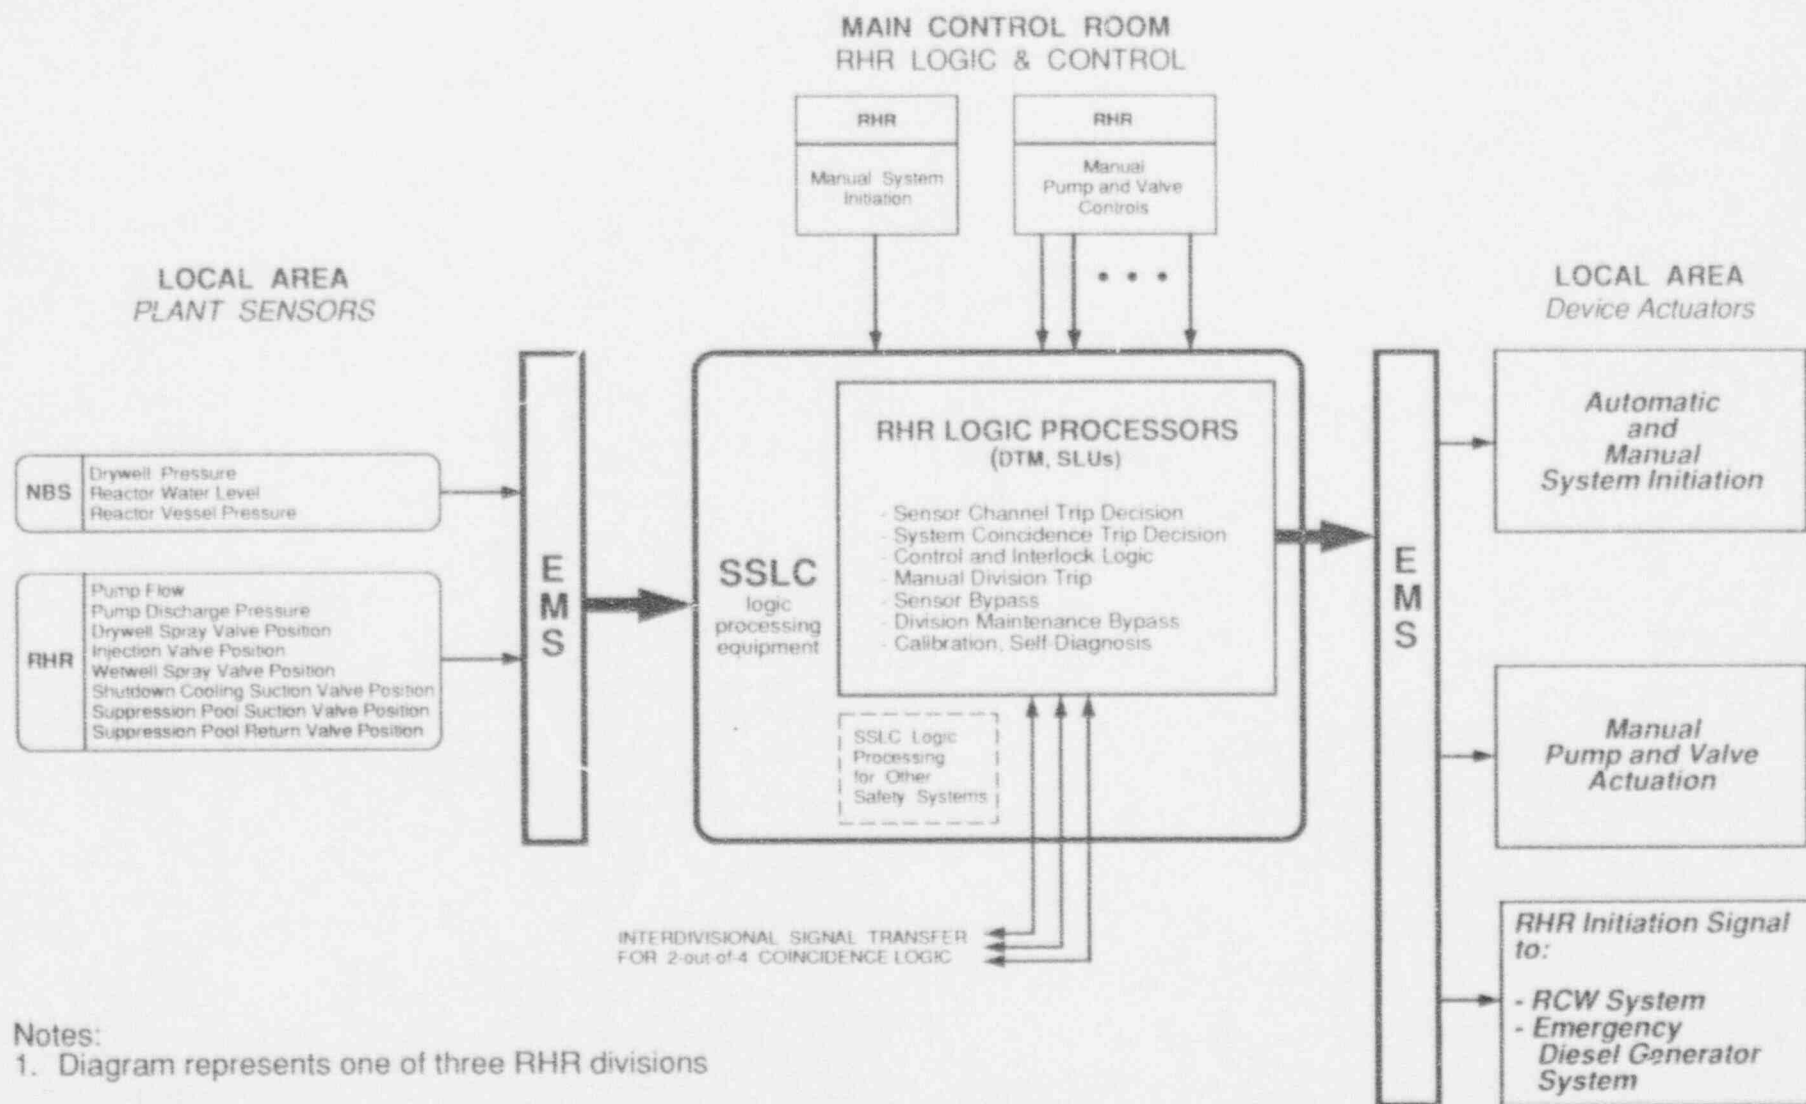 MAIN CONTROL ROOM
RHR LOGIC & CONTROL
RHR
Manual System
Initiation
RHR
Manual
Pump and Valve
Controls
LOCAL AREA
PLANT SENSORS
NBS
Drywell Pressure
Reactor Water Level
Reactor Vessel Pressure
RHR
Pump Flow
Pump Discharge Pressure
Drywell Spray Valve Position
Injection Valve Position
Wetwell Spray Valve Position
Shutdown Cooling Suction Valve Position
Suppression Pool Suction Valve Position
Suppression Pool Return Valve Position
E
M
S
SSLC
logic
processing
equipment
RHR LOGIC PROCESSORS
(DTM, SLUs)
- Sensor Channel Trip Decision
- System Coincidence Trip Decision
- Control and Interlock Logic
- Manual Division Trip
- Sensor Bypass
- Division Maintenance Bypass
- Calibration, Self-Diagnosis
SSLC Logic
Processing
for Other
Safety Systems
INTERDIVISIONAL SIGNAL TRANSFER
FOR 2-out-of-4 COINCIDENCE LOGIC
E
M
S
LOCAL AREA
Device Actuators
Automatic
and
Manual
System Initiation
Manual
Pump and Valve
Actuation
RHR Initiation Signal
to:
- RCW System
- Emergency
Diesel Generator
System
Notes:
1. Diagram represents one of three RHR divisions